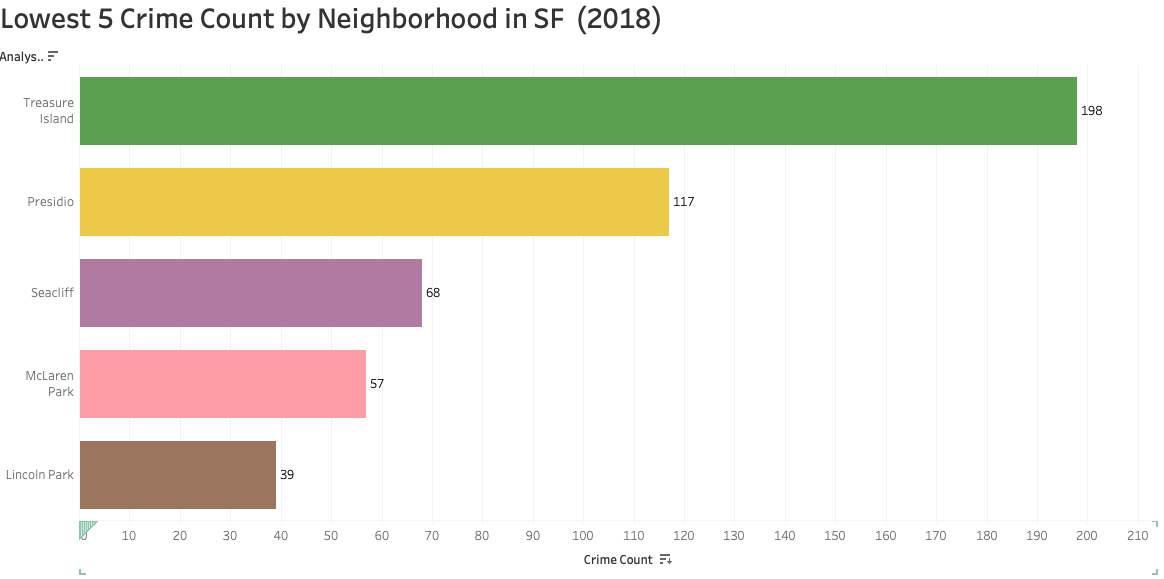 Lowest 5 Crime Count by Neighborhood in SF (2018)
Analys..
Treasure
Island
198
Presidio
117
Seacliff
68
McLaren
Park
57
Lincoln Park
39
0 10 20 30 40 50 60 70 80 90 100 110 120 130 140 150 160 170 180 190 200 210
Crime Count